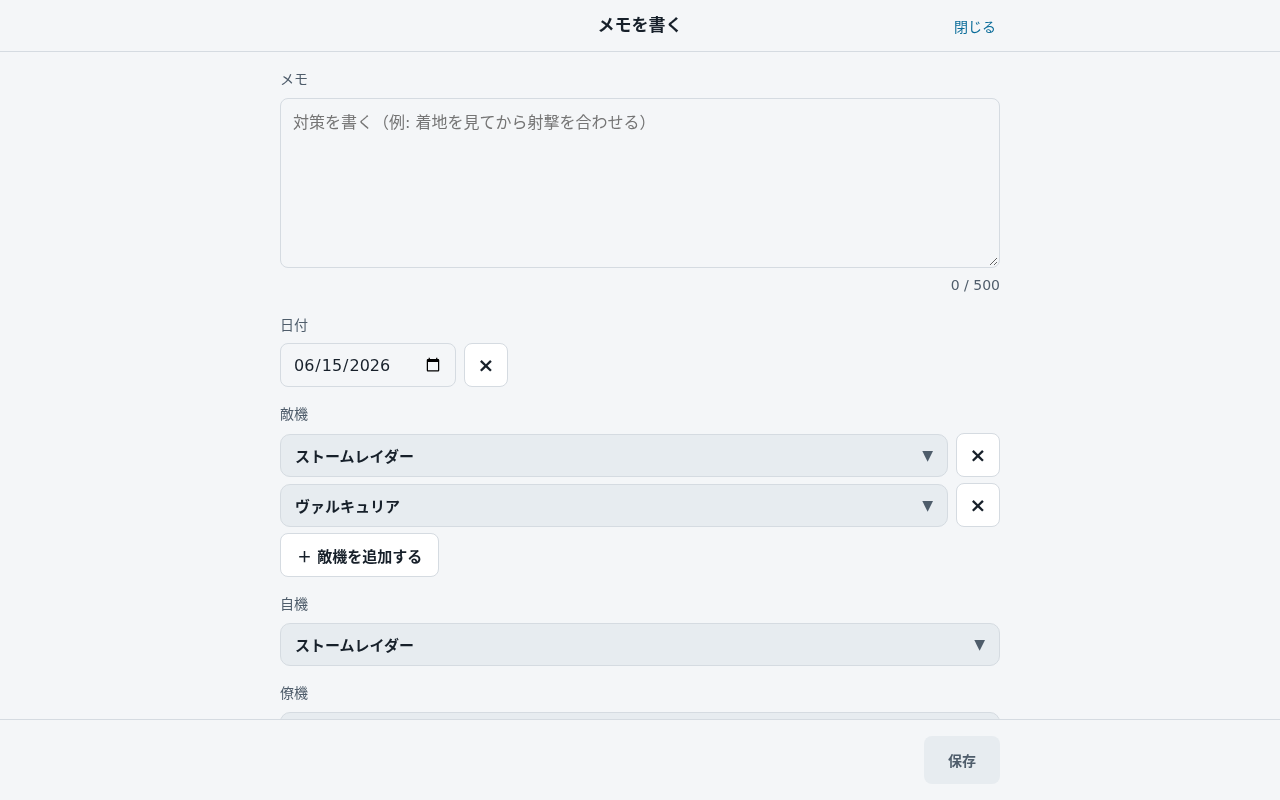 メモを書く
閉じる
メモ
対策を書く（例: 着地を見てから射撃を合わせる）
0 / 500
日付
06/15/2026
敵機
ストームレイダー
ヴァルキュリア
＋ 敵機を追加する
自機
ストームレイダー
僚機
保存